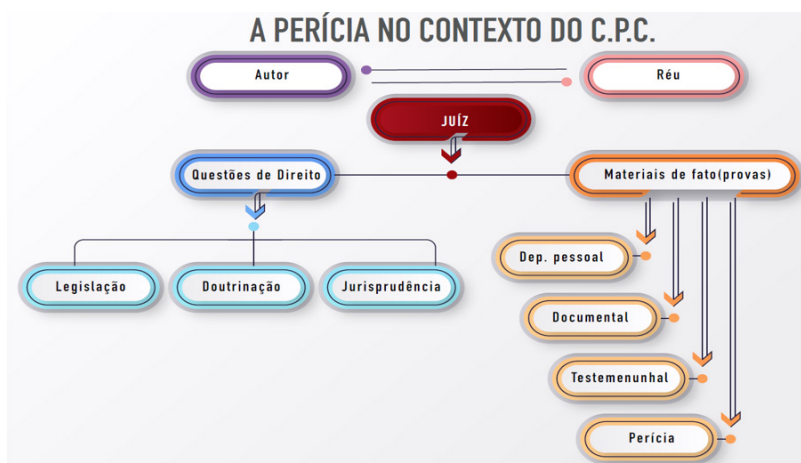 A PERÍCIA NO CONTEXTO DO C.P.C.
Autor
Réu
JUÍZ
Questões de Direito
Materiais de fato(provas)
Dep. pessoal
Legislação
Doutrinação
Jurisprudência
Documental
Testemenunhal
Perícia